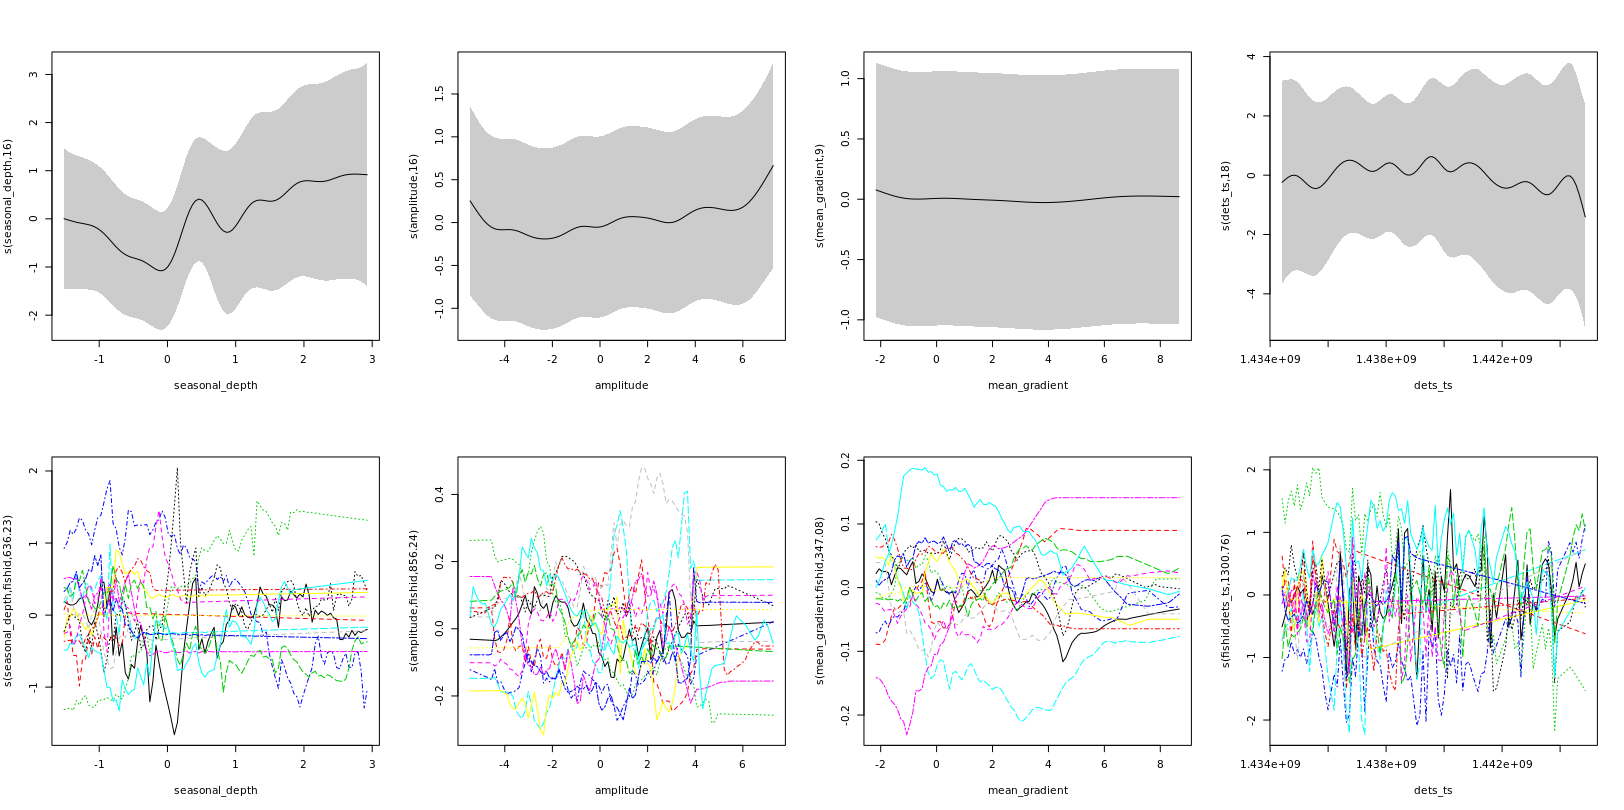 s(seasonal_depth,16)
3
2
1
0
-1
-2
-1 0 1 2 3
seasonal_depth
s(amplitude,16)
1.5
1.0
0.5
0.0
-0.5
-1.0
-4 -2 0 2 4 6
amplitude
s(mean_gradient,9)
1.0
0.5
0.0
-0.5
-1.0
-2 0 2 4 6 8
mean_gradient
s(dets_ts,18)
4
2
0
-2
-4
1.434e+09 1.438e+09 1.442e+09
dets_ts
s(seasonal_depth,fishid,636.23)
2
1
0
-1
-1 0 1 2 3
seasonal_depth
s(amplitude,fishid,856.24)
0.4
0.2
0.0
-0.2
-4 -2 0 2 4 6
amplitude
s(mean_gradient,fishid,347.08)
0.2
0.1
0.0
-0.1
-0.2
-2 0 2 4 6 8
mean_gradient
s(fishid,dets_ts,1300.76)
2
1
0
-1
-2
1.434e+09 1.438e+09 1.442e+09
dets_ts